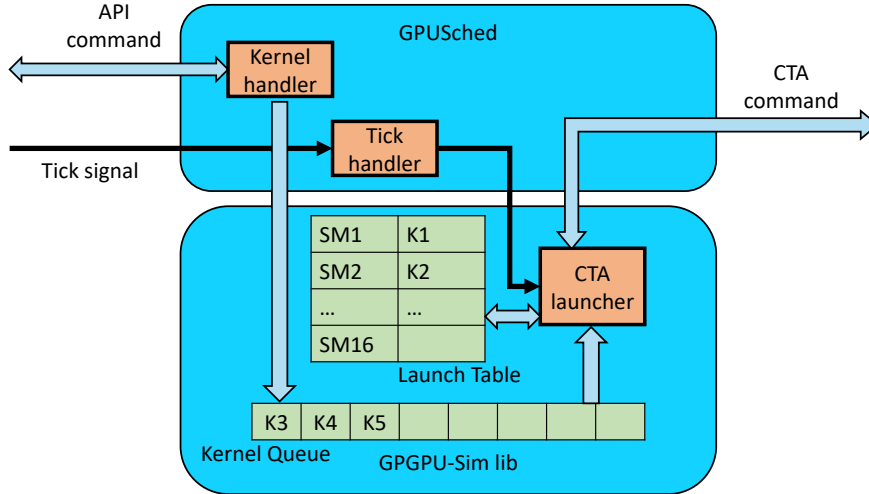 API
command
GPUSched
Kernel
handler
CTA
command
Tick
handler
Tick signal
SM1 K1
SM2 K2
... ...
SM16
CTA
launcher
Launch Table
K3 K4 K5
Kernel Queue
GPGPU-Sim lib